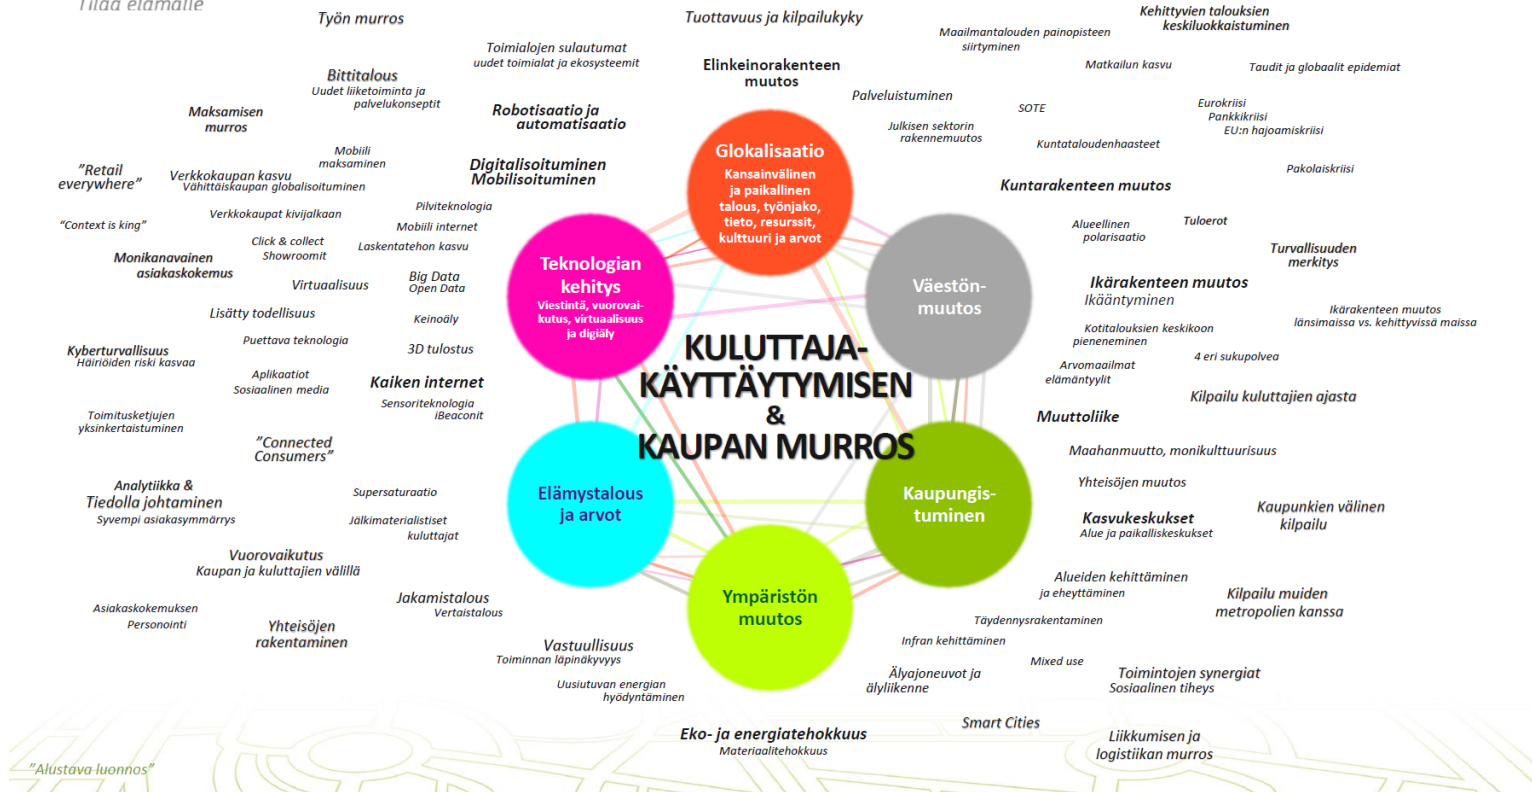 Tilaa elämälle
Työn murros
Toimialojen sulautumat
uudet toimialat ja ekosysteemit
Bittitalous
Uudet liiketoiminta ja
palvelukonseptit
Maksamisen
murros
Robotisaatio ja
automatisaatio
Mobiili
maksaminen
Digitalisoituminen
Mobilisoituminen
"Retail
everywhere"
Verkkokaupan kasvu
Vähittäiskaupan globalisoituminen
Pilviteknologia
Verkkokaupat kivijalkaan
"Context is king"
Mobiili internet
Click & collect
Showroomit
Laskentatehon kasvu
Monikanavainen
asiakaskokemus
Virtuaalisuus
Big Data
Open Data
Lisätty todellisuus
Keinoäly
Puettava teknologia
3D tulostus
Kyberturvallisuus
Häiriöiden riski kasvaa
Aplikaatiot
Sosiaalinen media
Kaiken internet
Sensoriteknologia
iBeaconit
Toimitusketjujen
yksinkertaistuminen
"Connected
Consumers"
Analytiikka &
Tiedolla johtaminen
Syvempi asiakasymmärrys
Supersaturaatio
Jälkimaterialistiset
kuluttajat
Vuorovaikutus
Kaupan ja kuluttajien välillä
Jakamistalous
Vertaistalous
Asiakaskokemuksen
Personointi
Yhteisöjen
rakentaminen
Vastuullisuus
Toiminnan läpinäkyvyys
Uusiutuvan energian
hyödyntäminen
Eko- ja energiatehokkuus
Materiaalitehokkuus
"Alustava luonnos"
Tuottavuus ja kilpailukyky
Elinkeinorakenteen
muutos
Glokalisaatio
Kansainvälinen
ja paikallinen
talous, työnjako,
tieto, resurssit,
kulttuuri ja arvot
Teknologian
kehitys
Viestintä, vuorovai-
kutus, virtuaalisuus
ja digiäly
Väestön-
muutos
KULUTTAJA-
KÄYTTÄYTYMISEN
&
KAUPAN MURROS
Elämystalous
ja arvot
Kaupungis-
tuminen
Ympäristön
muutos
Kehittyvien talouksien
keskiluokkaistuminen
Maailmantalouden painopisteen
siirtyminen
Matkailun kasvu
Taudit ja globaalit epidemiat
Palveluistuminen
SOTE
Eurokriisi
Pankkikriisi
EU:n hajoamiskriisi
Julkisen sektorin
rakennemuutos
Kuntataloudenhaasteet
Pakolaiskriisi
Kuntarakenteen muutos
Alueellinen
polarisaatio
Tuloerot
Turvallisuuden
merkitys
Ikärakenteen muutos
Ikääntyminen
Ikärakenteen muutos
länsimaissa vs. kehittyvissä maissa
Kotitalouksien keskikoon
pieneneminen
Arvomaailmat
elämäntyylit
4 eri sukupolvea
Kilpailu kuluttajien ajasta
Muuttoliike
Maahanmuutto, monikulttuurisuus
Yhteisöjen muutos
Kasvukeskukset
Alue ja paikalliskeskukset
Kaupunkien välinen
kilpailu
Alueiden kehittäminen
ja eheyttäminen
Kilpailu muiden
metropolien kanssa
Täydennysrakentaminen
Infran kehittäminen
Mixed use
Älyajoneuvot ja
älyliikenne
Toimintojen synergiat
Sosiaalinen tiheys
Smart Cities
Liikkumisen ja
logistiikan murros